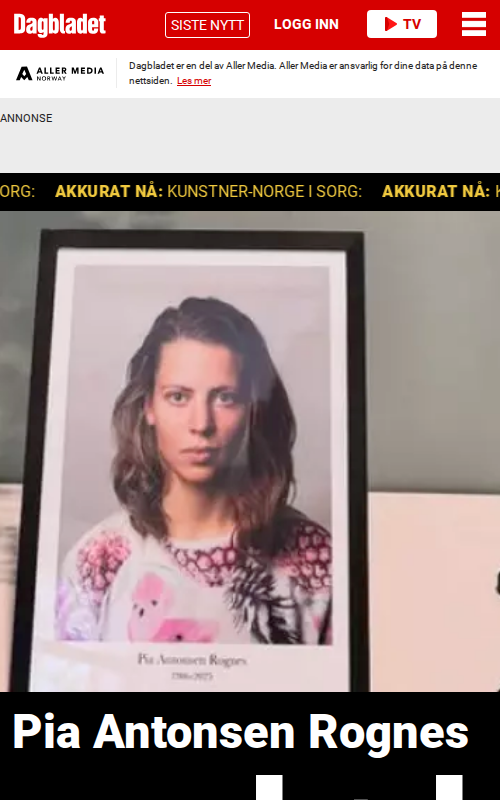 Dagbladet
SISTE NYTT
LOGG INN
TV
ALLER MEDIA
NORWAY
Dagbladet er en del av Aller Media. Aller Media er ansvarlig for dine data på denne
nettsiden. Les mer
ANNONSE
ORG: AKKURAT NÅ: KUNSTNER-NORGE I SORG: AKKURAT NÅ:
Pia Antonsen Rognes
Pia Antonsen Rognes